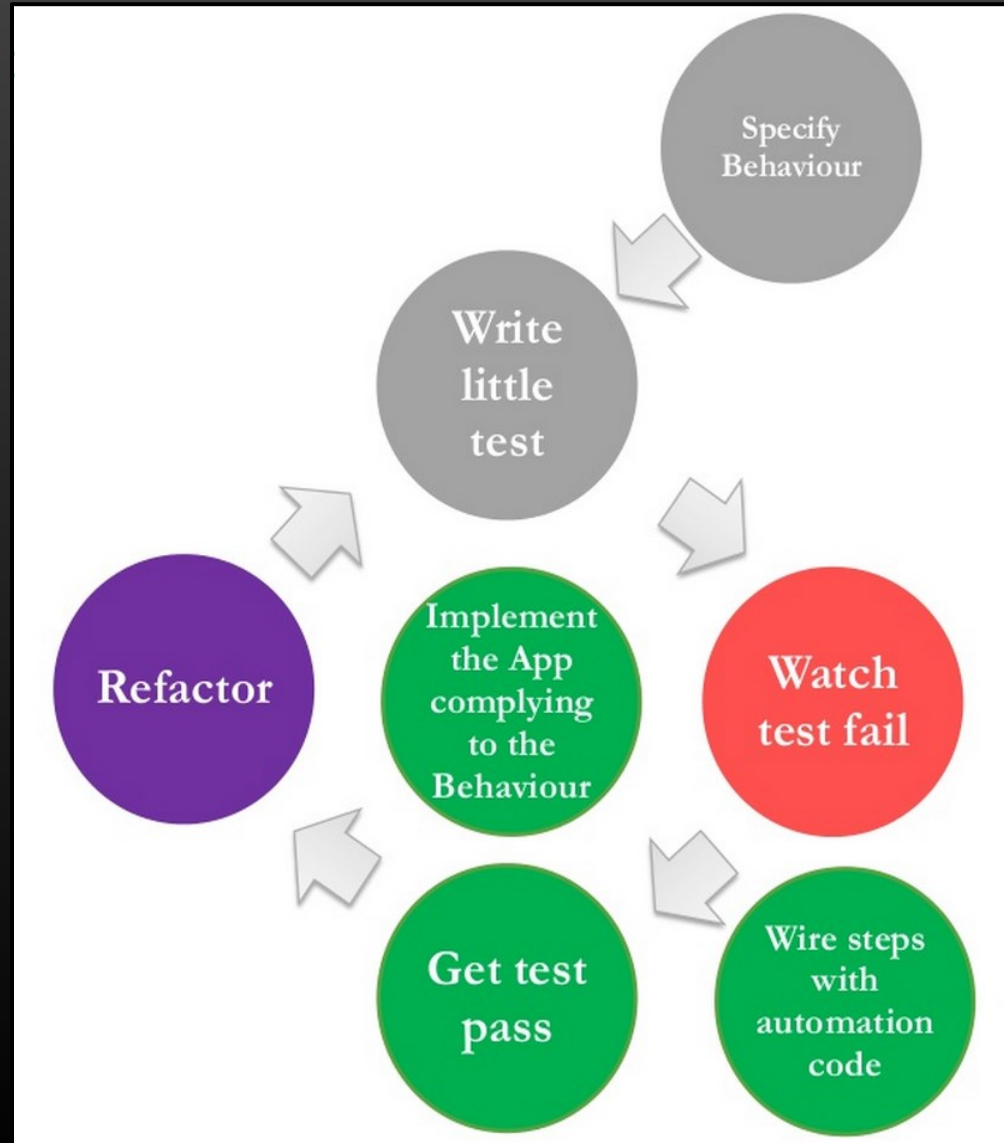 Specify
Behaviour
Write
little
test
Refactor
Implement
the App
complying
to the
Behaviour
Watch
test fail
Get test
pass
Wire steps
with
automation
code